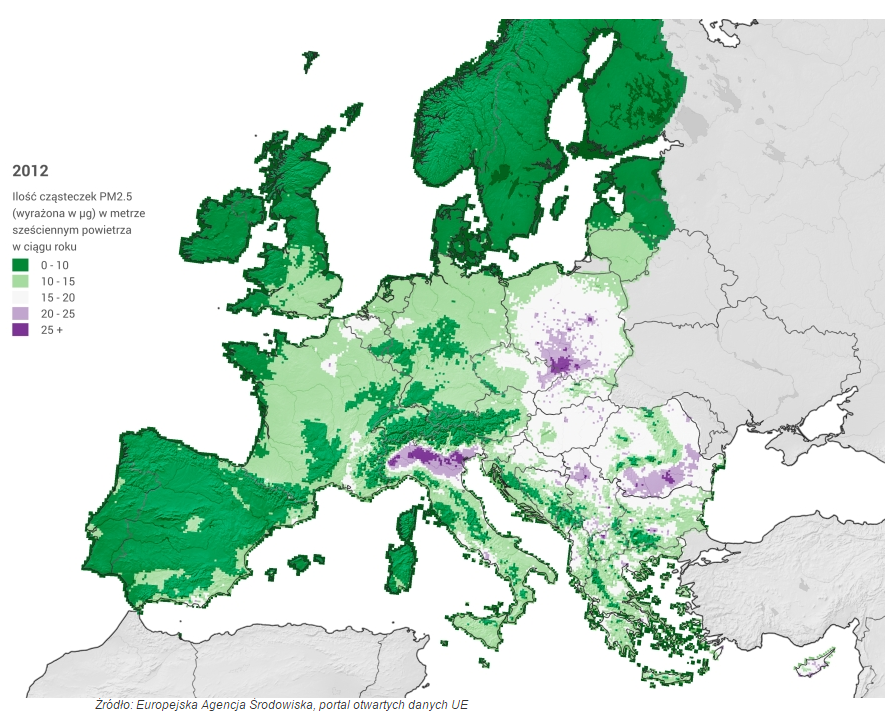 2012
Ilość cząsteczek PM2.5
(wyrażona w µg) w metrze
sześciennym powietrza
w ciągu roku
0 - 10
10 - 15
15 - 20
20 - 25
25 +
Źródło: Europejska Agencja Środowiska, portal otwartych danych UE